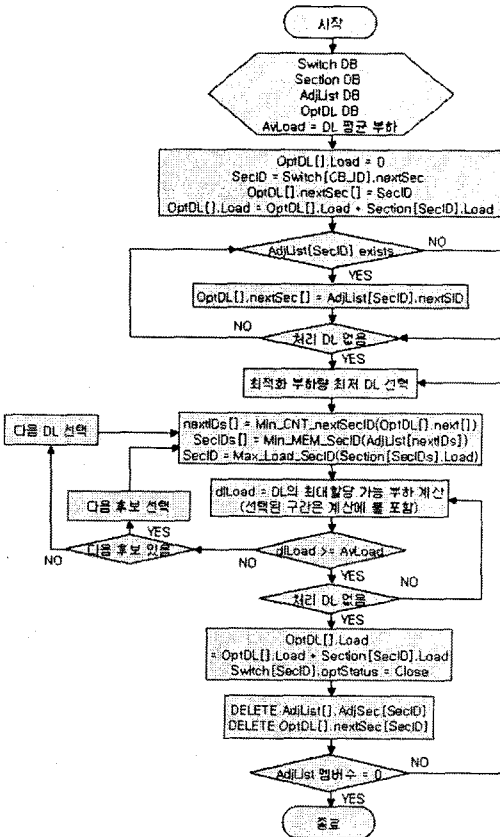 시작
Switch DB
Section DB
AdjList DB
OptDL DB
AvLoad = DL 평균 부하
OptDL[].Load = 0
SecID = Switch[CB_ID].nextSec
OptDL[].nextSec[] = SecID
OptDL[].Load = OptDL[].Load + Section[SecID].Load
AdjList[SecID] exists
NO
YES
OptDL[].nextSec[] = AdjList[SecID].nextSID
NO
처리 DL 없음
YES
최적화 부하량 최저 DL 선택
다음 DL 선택
nextIDs[] = Min_CNT_nextSecID(OptDL[].next[])
SecIDs[] = Min_MEM_SecID(AdjList[nextIDs])
SecID = Max_Load_SecID(Section[SecIDs].Load)
다음 후보 선택
dlLoad = DL의 최대 할당 가능 부하 계산
(선택된 구간은 계산에 불 포함)
YES
다음 후보 있음
NO
NO
dlLoad >= AvLoad
YES
NO
처리 DL 없음
YES
OptDL[].Load
= OptDL[].Load + Section[SecID].Load
Switch[SecID].optStatus = Close
DELETE AdjList[].AdjSec[SecID]
DELETE OptDL[].nextSec[SecID]
AdjList 멤버수 = 0
NO
YES
종료